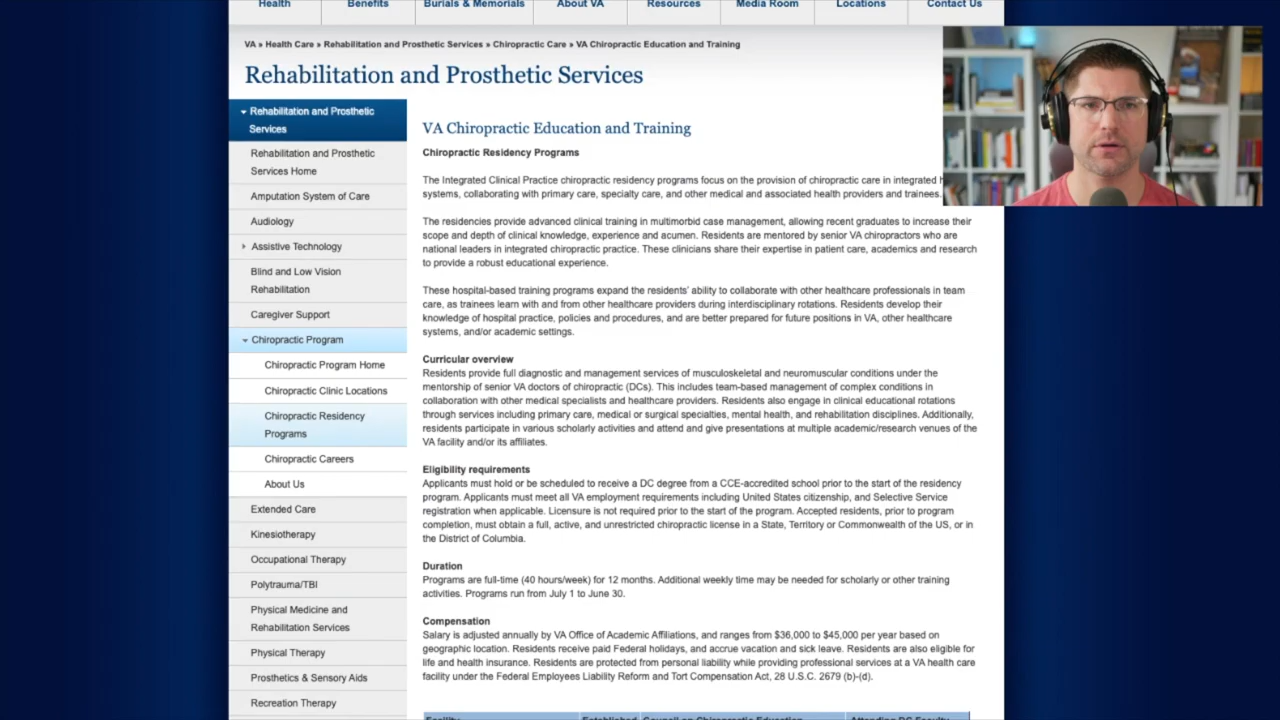 Health
Benefits
Burials & Memorials
About VA
Resources
Media Room
Locations
Contact Us
VA » Health Care » Rehabilitation and Prosthetic Services » Chiropractic Care » VA Chiropractic Education and Training
Rehabilitation and Prosthetic Services
Rehabilitation and Prosthetic
Services
Rehabilitation and Prosthetic
Services Home
Amputation System of Care
Audiology
Assistive Technology
Blind and Low Vision
Rehabilitation
Caregiver Support
Chiropractic Program
Chiropractic Program Home
Chiropractic Clinic Locations
Chiropractic Residency
Programs
Chiropractic Careers
About Us
Extended Care
Kinesiotherapy
Occupational Therapy
Polytrauma/TBI
Physical Medicine and
Rehabilitation Services
Physical Therapy
Prosthetics & Sensory Aids
Recreation Therapy
VA Chiropractic Education and Training
Chiropractic Residency Programs
The Integrated Clinical Practice chiropractic residency programs focus on the provision of chiropractic care in integrated
systems, collaborating with primary care, specialty care, and other medical and associated health providers and trainees.
The residencies provide advanced clinical training in multimorbid case management, allowing recent graduates to increase their
scope and depth of clinical knowledge, experience and acumen. Residents are mentored by senior VA chiropractors who are
national leaders in integrated chiropractic practice. These clinicians share their expertise in patient care, academics and research
to provide a robust educational experience.
These hospital-based training programs expand the residents' ability to collaborate with other healthcare professionals in team
care, as trainees learn with and from other healthcare providers during interdisciplinary rotations. Residents develop their
knowledge of hospital practice, policies and procedures, and are better prepared for future positions in VA, other healthcare
systems, and/or academic settings.
Curricular overview
Residents provide full diagnostic and management services of musculoskeletal and neuromuscular conditions under the
mentorship of senior VA doctors of chiropractic (DCs). This includes team-based management of complex conditions in
collaboration with other medical specialists and healthcare providers. Residents also engage in clinical educational rotations
through services including primary care, medical or surgical specialties, mental health, and rehabilitation disciplines. Additionally,
residents participate in various scholarly activities and attend and give presentations at multiple academic/research venues of the
VA facility and/or its affiliates.
Eligibility requirements
Applicants must hold or be scheduled to receive a DC degree from a CCE-accredited school prior to the start of the residency
program. Applicants must meet all VA employment requirements including United States citizenship, and Selective Service
registration when applicable. Licensure is not required prior to the start of the program. Accepted residents, prior to program
completion, must obtain a full, active, and unrestricted chiropractic license in a State, Territory or Commonwealth of the US, or in
the District of Columbia.
Duration
Programs are full-time (40 hours/week) for 12 months. Additional weekly time may be needed for scholarly or other training
activities. Programs run from July 1 to June 30.
Compensation
Salary is adjusted annually by VA Office of Academic Affiliations, and ranges from $36,000 to $45,000 per year based on
geographic location. Residents receive paid Federal holidays, and accrue vacation and sick leave. Residents are also eligible for
life and health insurance. Residents are protected from personal liability while providing professional services at a VA health care
facility under the Federal Employees Liability Reform and Tort Compensation Act, 28 U.S.C. 2679 (b)-(d).
Facility
Established
Council on Chiropractic Education
Attending DC Faculty